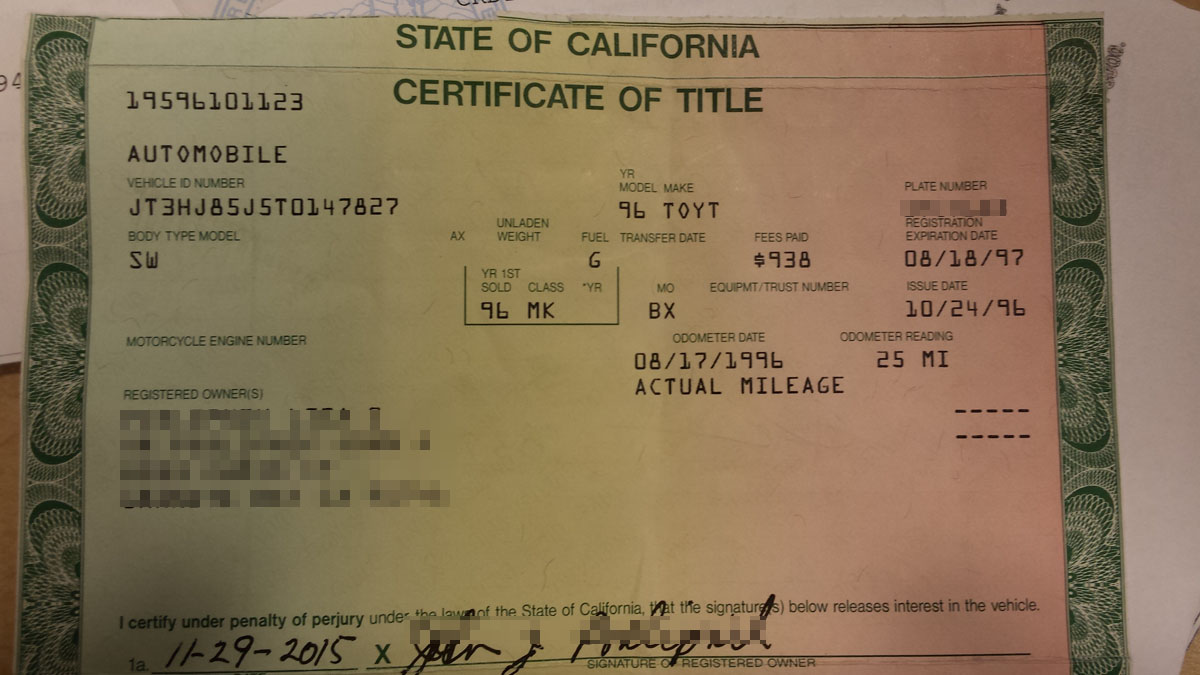 94
STATE OF CALIFORNIA
CERTIFICATE OF TITLE
19596101123
AUTOMOBILE
VEHICLE ID NUMBER
JT3HJ85J5T0147827
YR
MODEL MAKE
96 TOYT
PLATE NUMBER
BODY TYPE MODEL
SW
AX
UNLADEN
WEIGHT
FUEL
G
TRANSFER DATE
FEES PAID
$938
REGISTRATION
EXPIRATION DATE
08/18/97
YR 1ST
SOLD CLASS *YR
96 MK
MO
BX
EQUIPMT/TRUST NUMBER
ISSUE DATE
10/24/96
MOTORCYCLE ENGINE NUMBER
ODOMETER DATE
08/17/1996
ODOMETER READING
25 MI
ACTUAL MILEAGE
REGISTERED OWNER(S)
-----
-----
I certify under penalty of perjury under the laws of the State of California, that the signature(s) below releases interest in the vehicle.
1a. 11-29-2015 X
SIGNATURE OF REGISTERED OWNER